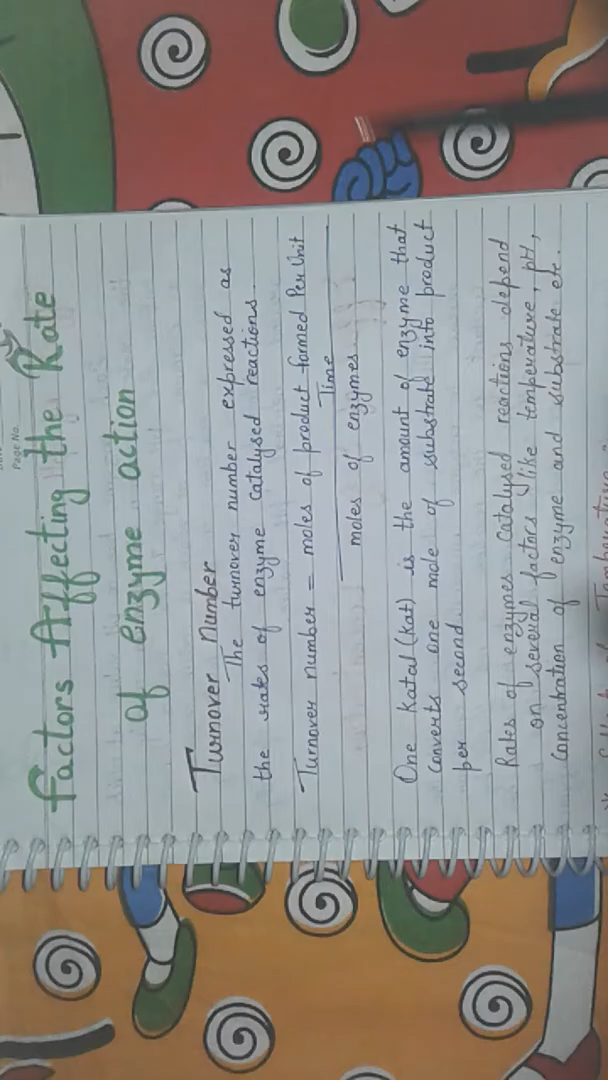 Page No.
Factors Affecting the Rate
of enzyme action
Turnover Number
The turnover number expressed as
the rates of enzyme catalysed reactions.
Turnover number = moles of product formed Per Unit
Time
moles of enzymes
One Katal (Kat) is the amount of enzyme that
converts one mole of substrate into product
per second.
Rates of enzymes catalysed reactions depend
on several factors like temperature, pH,
concentration of enzyme and substrate etc.